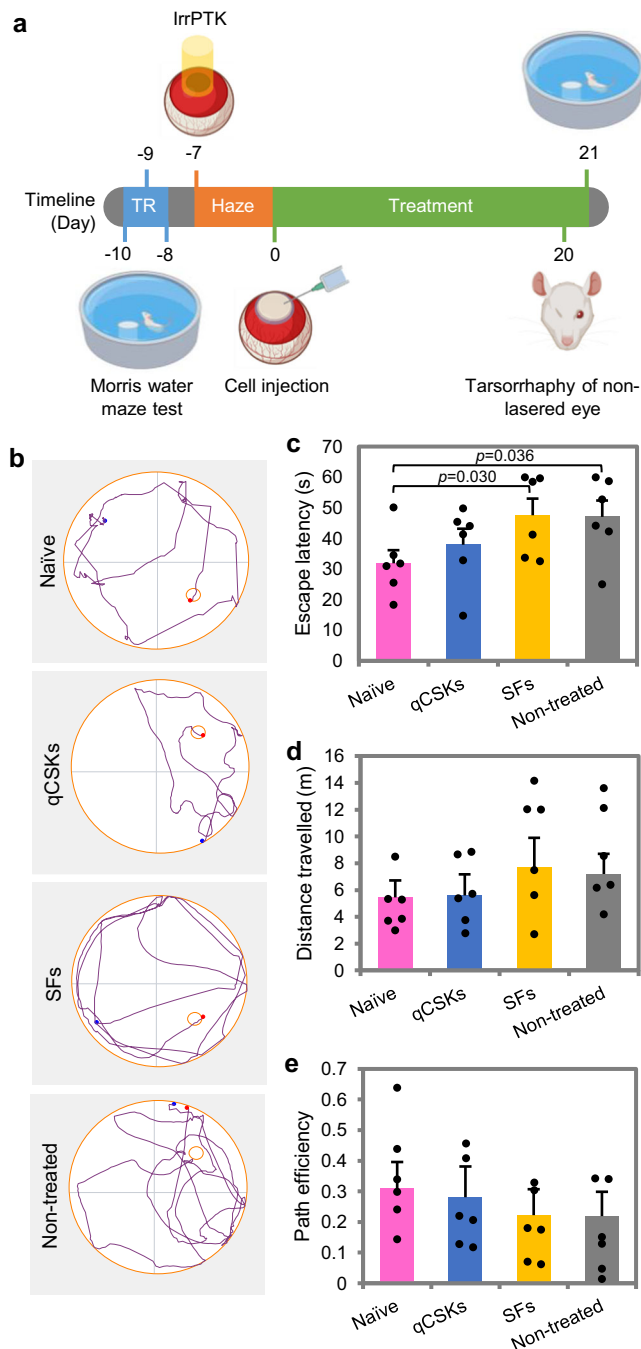 a
IrrPTK
-9
-7
21
Timeline
(Day)
TR
Haze
Treatment
-10
-8
0
20
Morris water
maze test
Cell injection
Tarsorrhaphy of non-
lasered eye
b
Naïve
qCSKs
SFs
Non-treated
c
Escape latency (s)
70
60
50
40
30
20
10
0
p=0.036
p=0.030
Naïve
qCSKs
SFs
Non-treated
d
Distance travelled (m)
16
14
12
10
8
6
4
2
0
Naïve
qCSKs
SFs
Non-treated
e
Path efficiency
0.7
0.6
0.5
0.4
0.3
0.2
0.1
0
Naïve
qCSKs
SFs
Non-treated